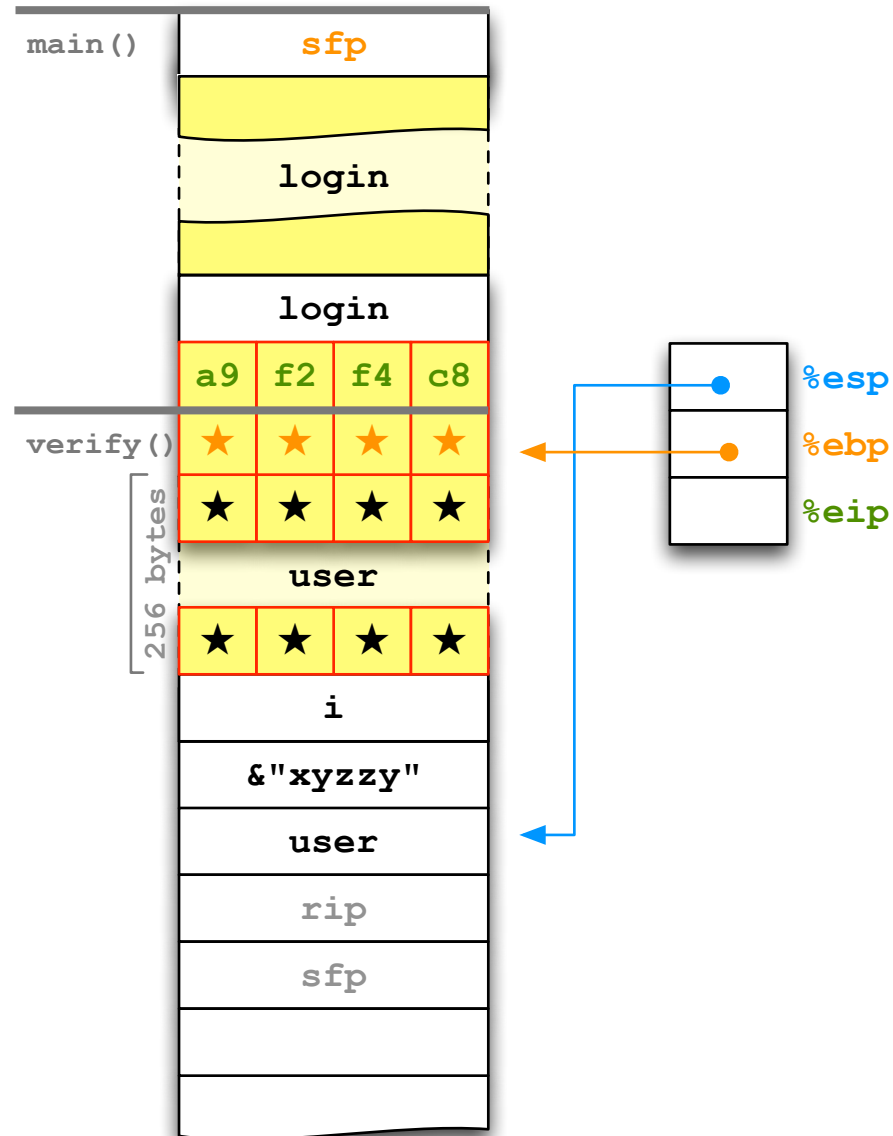 main() sfp
login
login
a9 f2 f4 c8 %esp
verify() ★ ★ ★ ★ %ebp
★ ★ ★ ★ %eip
256 bytes
user
★ ★ ★ ★
i
&"xyzzy"
user
rip
sfp